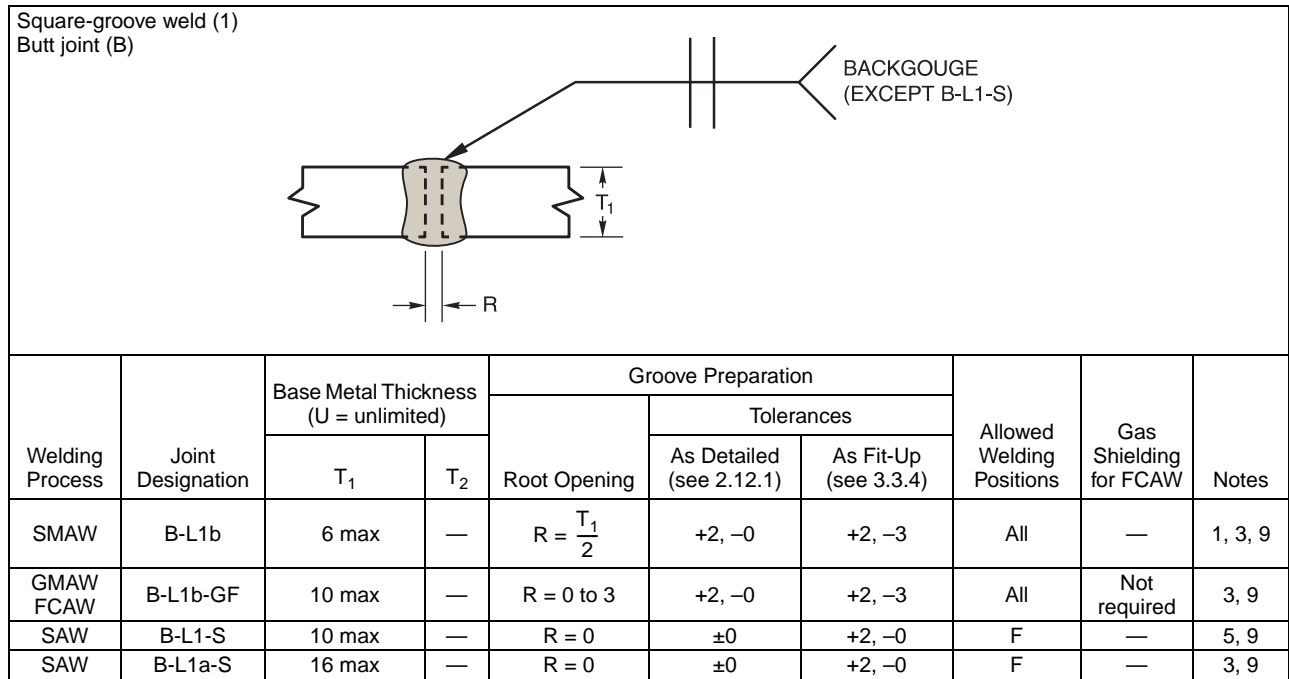 Square-groove weld (1)
Butt joint (B)
BACKGOUGE
(EXCEPT B-L1-S)
T1
R
Welding Process | Joint Designation | Base Metal Thickness (U = unlimited) | Groove Preparation | Allowed Welding Positions | Gas Shielding for FCAW | Notes
T1 | T2 | Root Opening | Tolerances
As Detailed (see 2.12.1) | As Fit-Up (see 3.3.4)
SMAW | B-L1b | 6 max | — | R = T1/2 | +2, –0 | +2, –3 | All | — | 1, 3, 9
GMAW FCAW | B-L1b-GF | 10 max | — | R = 0 to 3 | +2, –0 | +2, –3 | All | Not required | 3, 9
SAW | B-L1-S | 10 max | — | R = 0 | ±0 | +2, –0 | F | — | 5, 9
SAW | B-L1a-S | 16 max | — | R = 0 | ±0 | +2, –0 | F | — | 3, 9